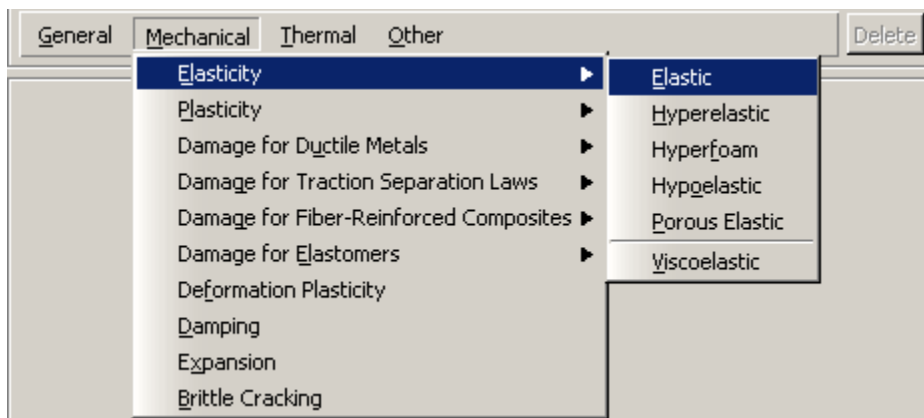 General Mechanical Thermal Other Delete
Elasticity
Plasticity
Damage for Ductile Metals
Damage for Traction Separation Laws
Damage for Fiber-Reinforced Composites
Damage for Elastomers
Deformation Plasticity
Damping
Expansion
Brittle Cracking
Elastic
Hyperelastic
Hyperfoam
Hypoelastic
Porous Elastic
Viscoelastic